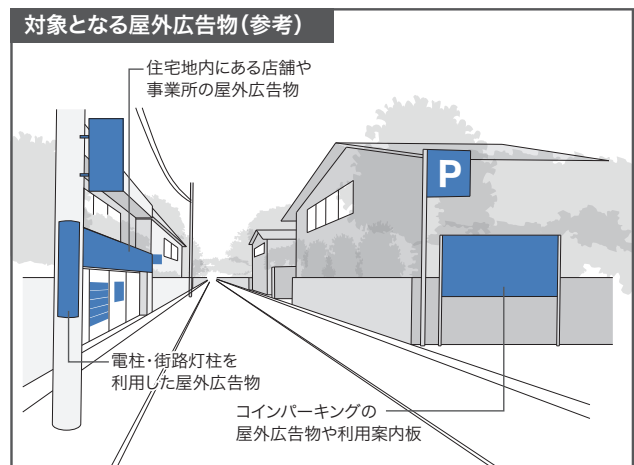 対象となる屋外広告物（参考）
住宅地内にある店舗や
事業所の屋外広告物
P
電柱・街路灯柱を
利用した屋外広告物
コインパーキングの
屋外広告物や利用案内板